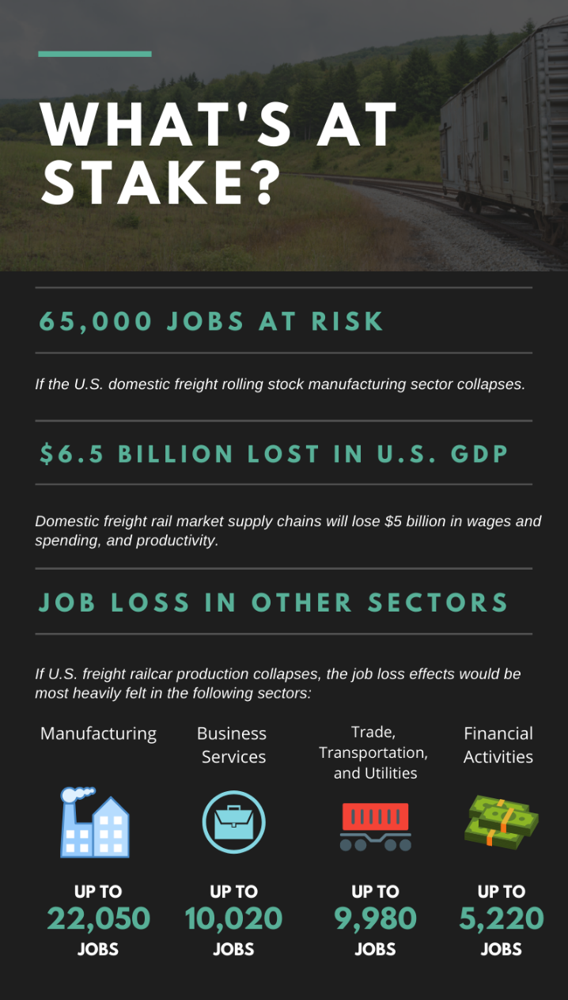 WHAT'S AT
STAKE?
65,000 JOBS AT RISK
If the U.S. domestic freight rolling stock manufacturing sector collapses.
$6.5 BILLION LOST IN U.S. GDP
Domestic freight rail market supply chains will lose $5 billion in wages and
spending, and productivity.
JOB LOSS IN OTHER SECTORS
If U.S. freight railcar production collapses, the job loss effects would be
most heavily felt in the following sectors:
Manufacturing
UP TO
22,050
JOBS
Business
Services
UP TO
10,020
JOBS
Trade,
Transportation,
and Utilities
UP TO
9,980
JOBS
Financial
Activities
UP TO
5,220
JOBS